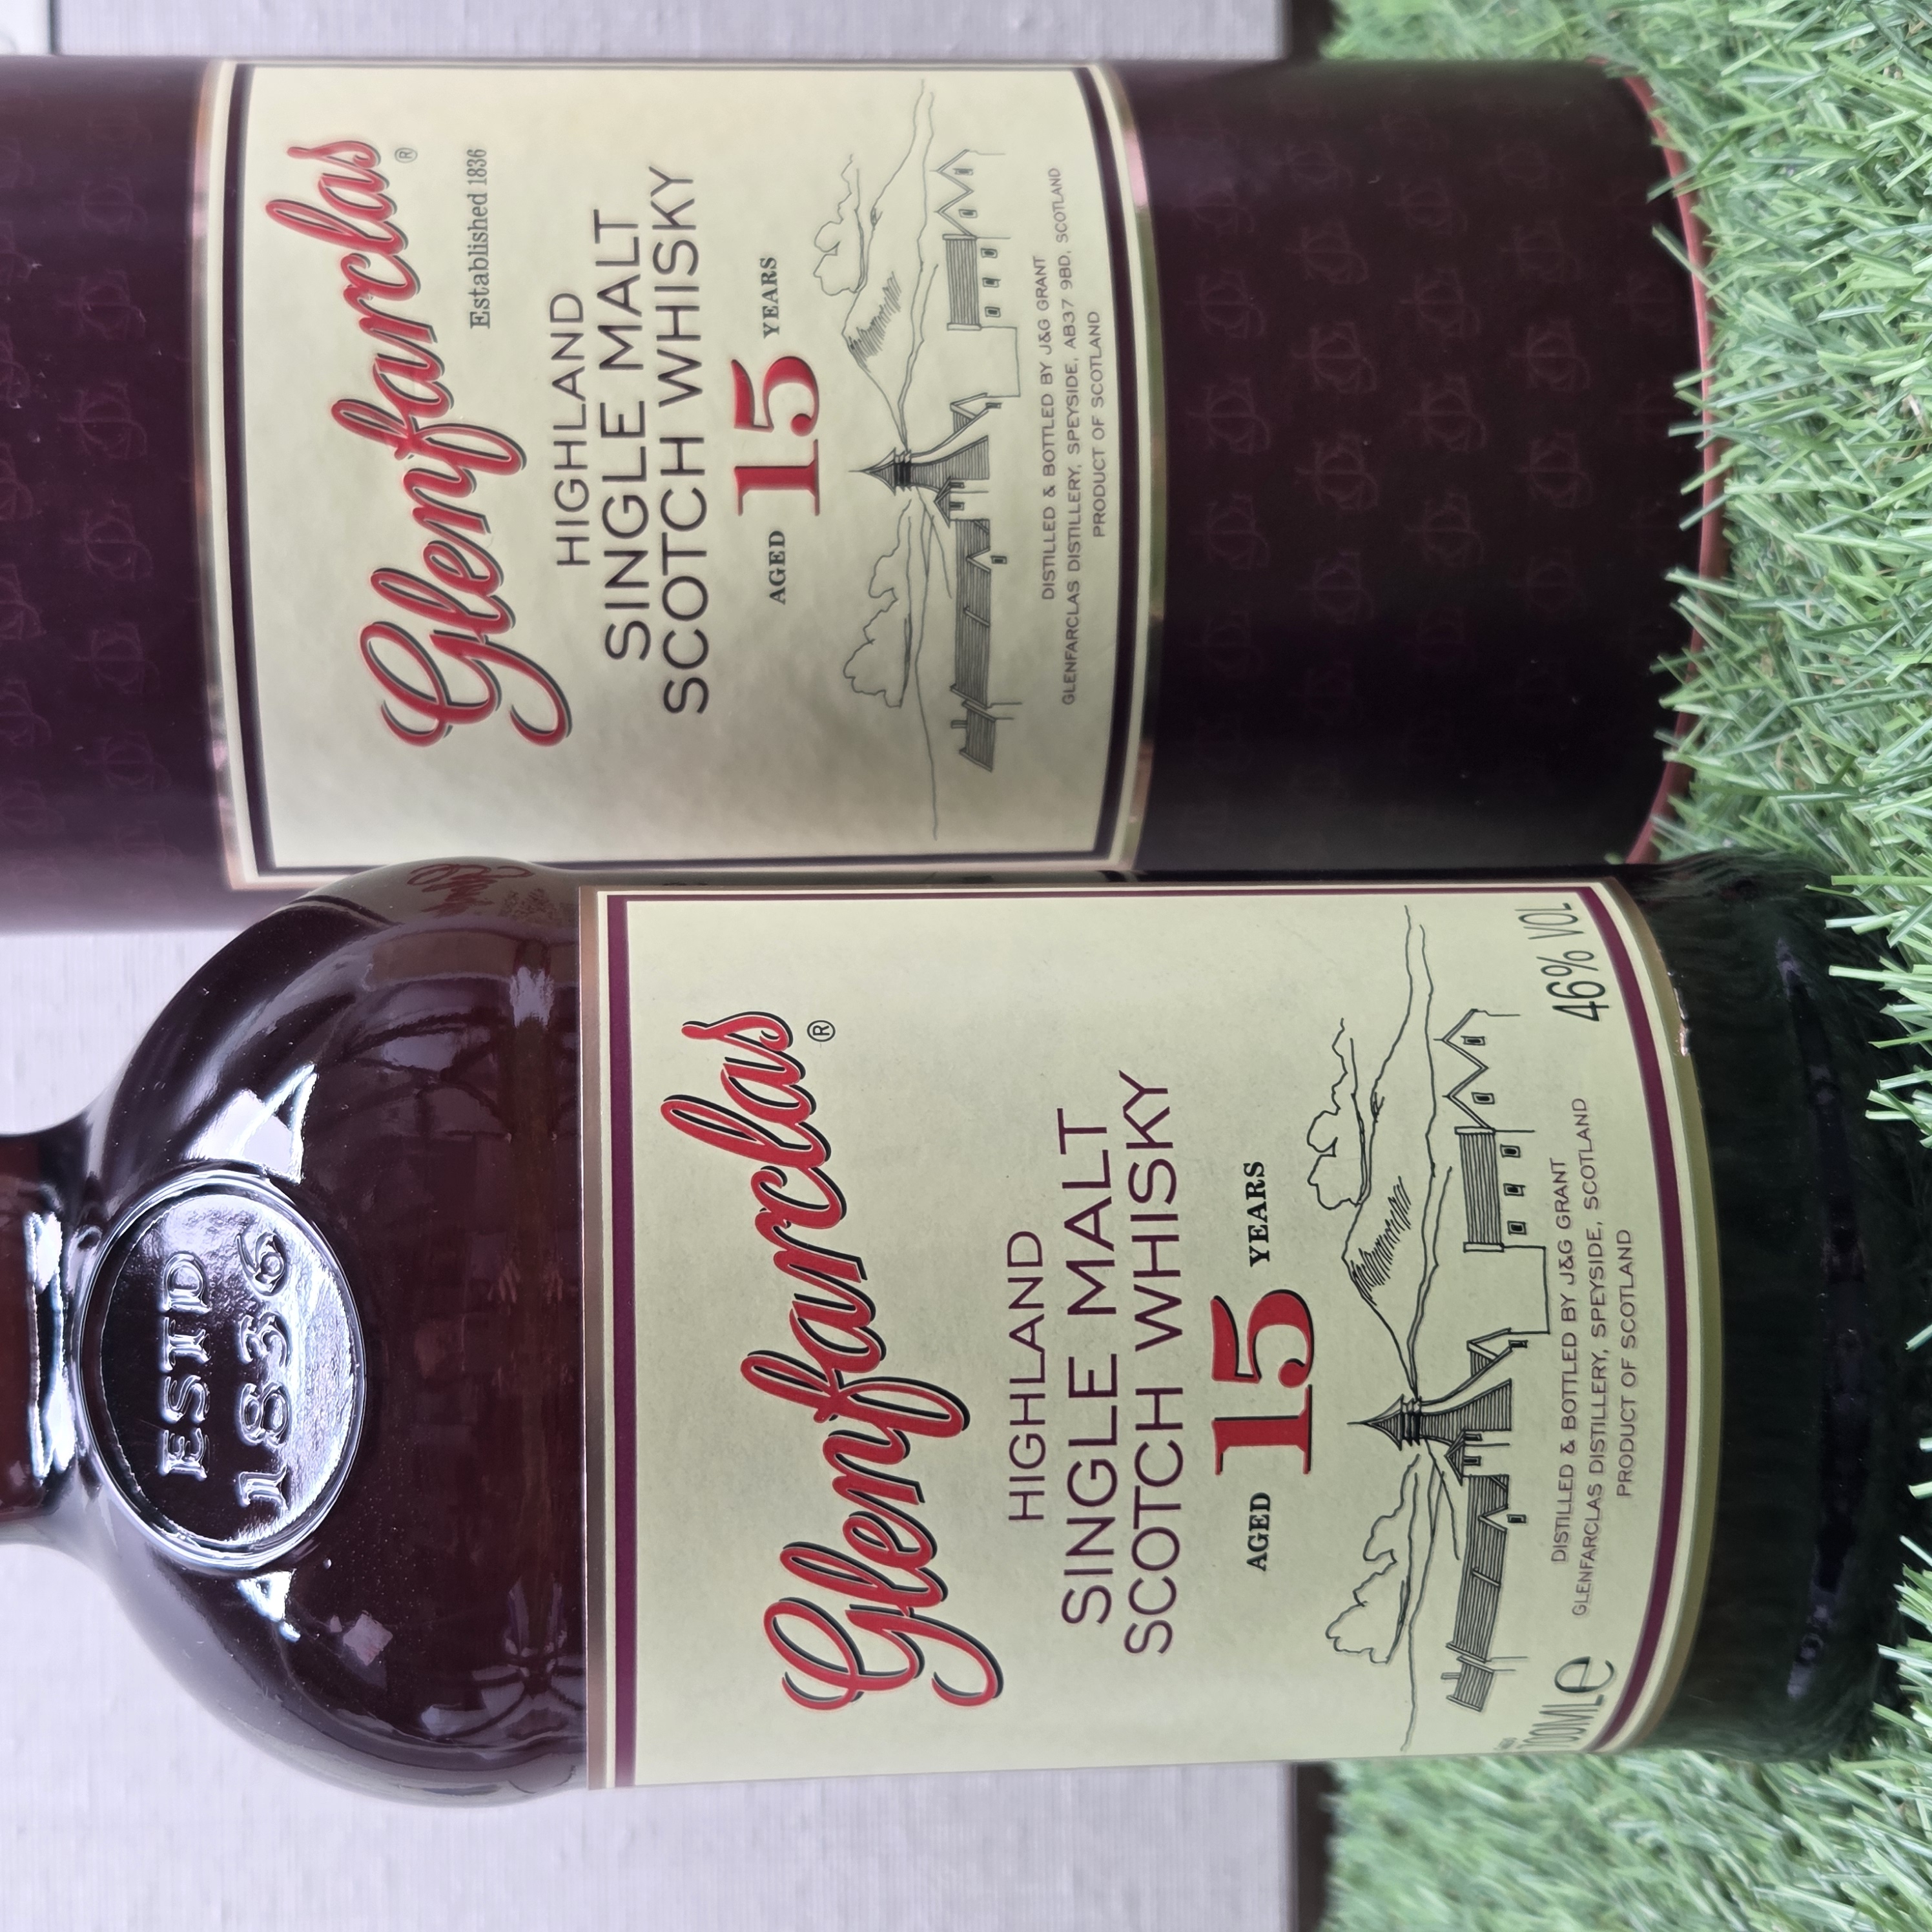 Glenfarclas®
Established 1836
HIGHLAND
SINGLE MALT
SCOTCH WHISKY
AGED 15 YEARS
DISTILLED & BOTTLED BY J&G GRANT
GLENFARCLAS DISTILLERY, SPEYSIDE, AB37 9BD, SCOTLAND
PRODUCT OF SCOTLAND
ESTD
1836
Glenfarclas®
HIGHLAND
SINGLE MALT
SCOTCH WHISKY
AGED 15 YEARS
700MLe
46% VOL
DISTILLED & BOTTLED BY J&G GRANT
GLENFARCLAS DISTILLERY, SPEYSIDE, SCOTLAND
PRODUCT OF SCOTLAND